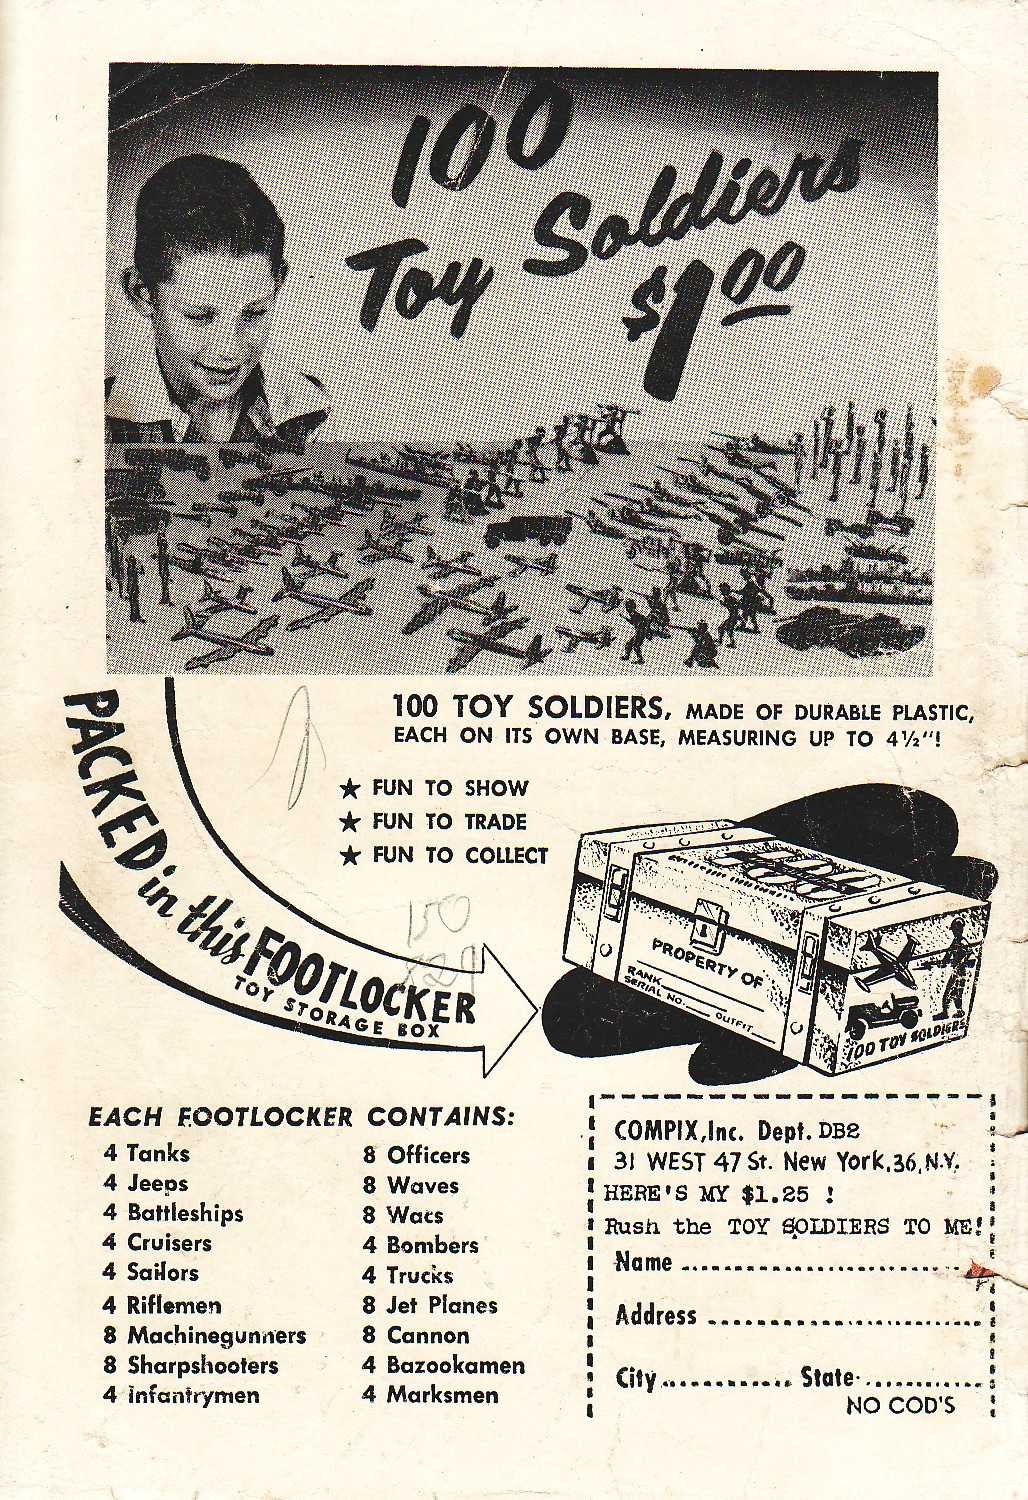 100
Toy Soldiers
$1.00
PACKED in this FOOTLOCKER
TOY STORAGE BOX
100 TOY SOLDIERS, MADE OF DURABLE PLASTIC,
EACH ON ITS OWN BASE, MEASURING UP TO 4½"!
★ FUN TO SHOW
★ FUN TO TRADE
★ FUN TO COLLECT
150
100
PROPERTY OF
RANK
SERIAL NO.
OUTFIT
100 TOY SOLDIERS
EACH FOOTLOCKER CONTAINS:
4 Tanks
4 Jeeps
4 Battleships
4 Cruisers
4 Sailors
4 Riflemen
8 Machinegunners
8 Sharpshooters
4 Infantrymen
8 Officers
8 Waves
8 Wacs
4 Bombers
4 Trucks
8 Jet Planes
8 Cannon
4 Bazookamen
4 Marksmen
COMPIX, Inc. Dept. DB2
31 WEST 47 St. New York, 36, N.Y.
HERE'S MY $1.25 !
Rush the TOY SOLDIERS TO ME!
Name
Address
City State
NO COD'S